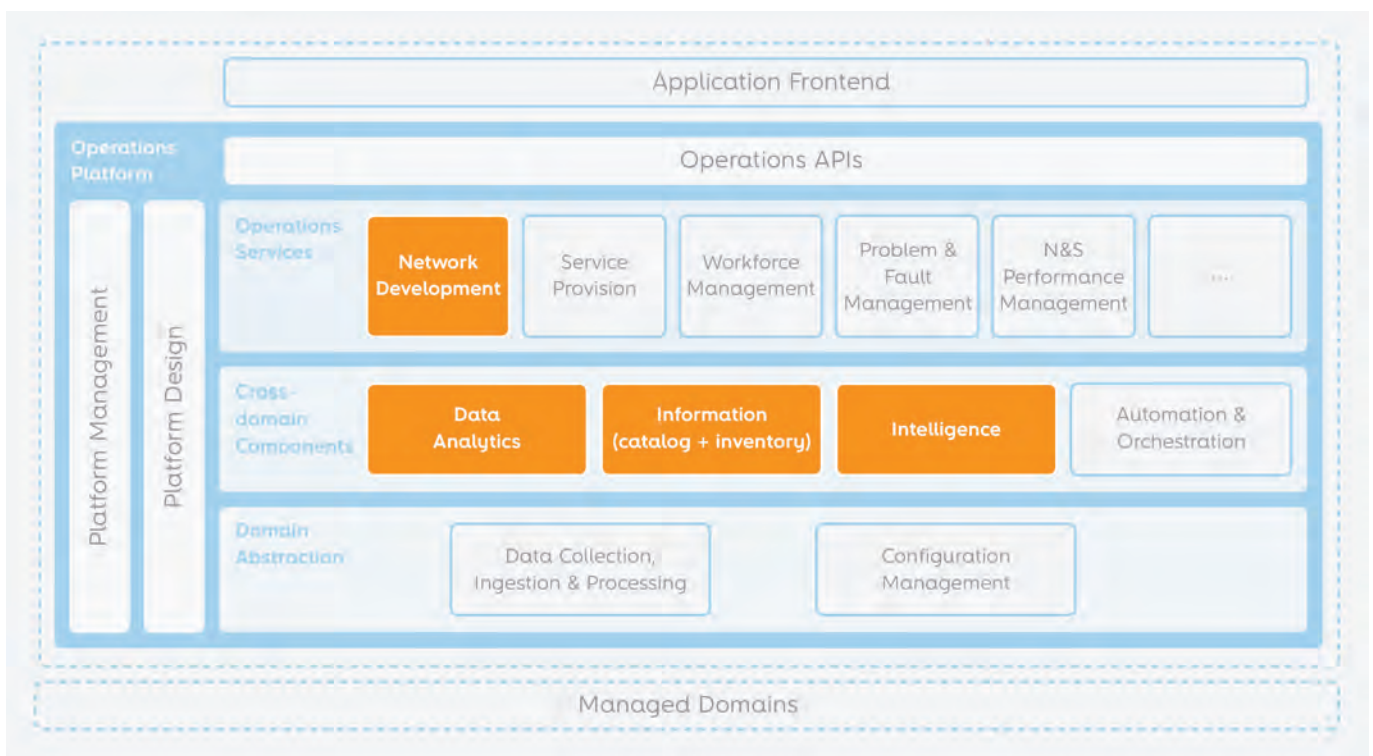 Application Frontend
Operations
Platform
Operations APIs
Platform Management
Platform Design
Operations
Services
Network
Development
Service
Provision
Workforce
Management
Problem &
Fault
Management
N&S
Performance
Management
....
Cross-
domain
Components
Data
Analytics
Information
(catalog + inventory)
Intelligence
Automation &
Orchestration
Domain
Abstraction
Data Collection,
Ingestion & Processing
Configuration
Management
Managed Domains